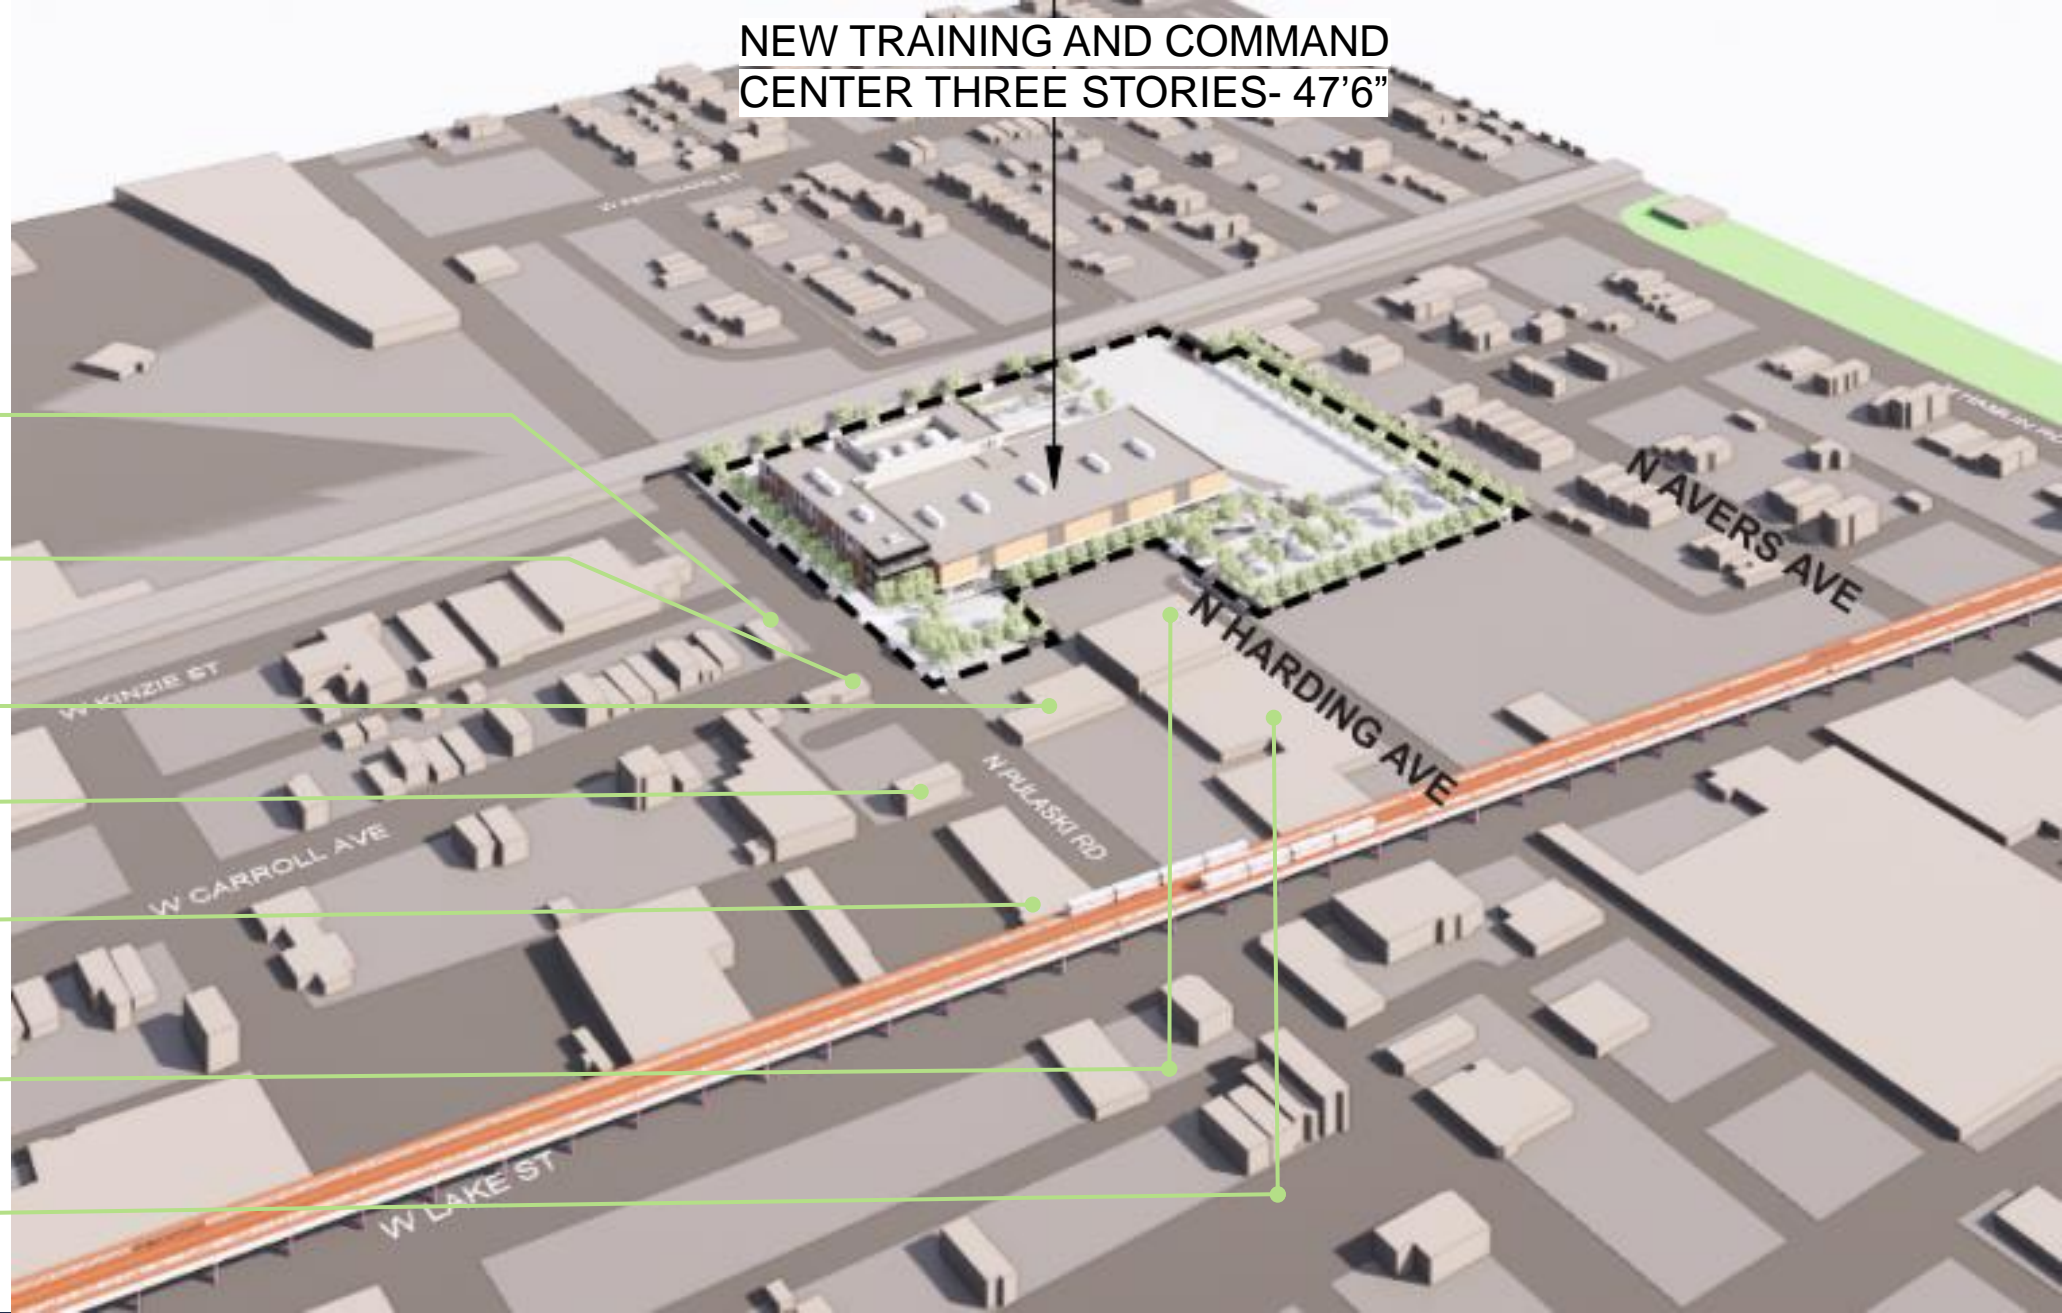 NEW TRAINING AND COMMAND
CENTER THREE STORIES- 47'6”
N AVERS AVE
N HARDING AVE
W KINZIE ST
N PULASKI RD
W CARROLL AVE
W LAKE ST